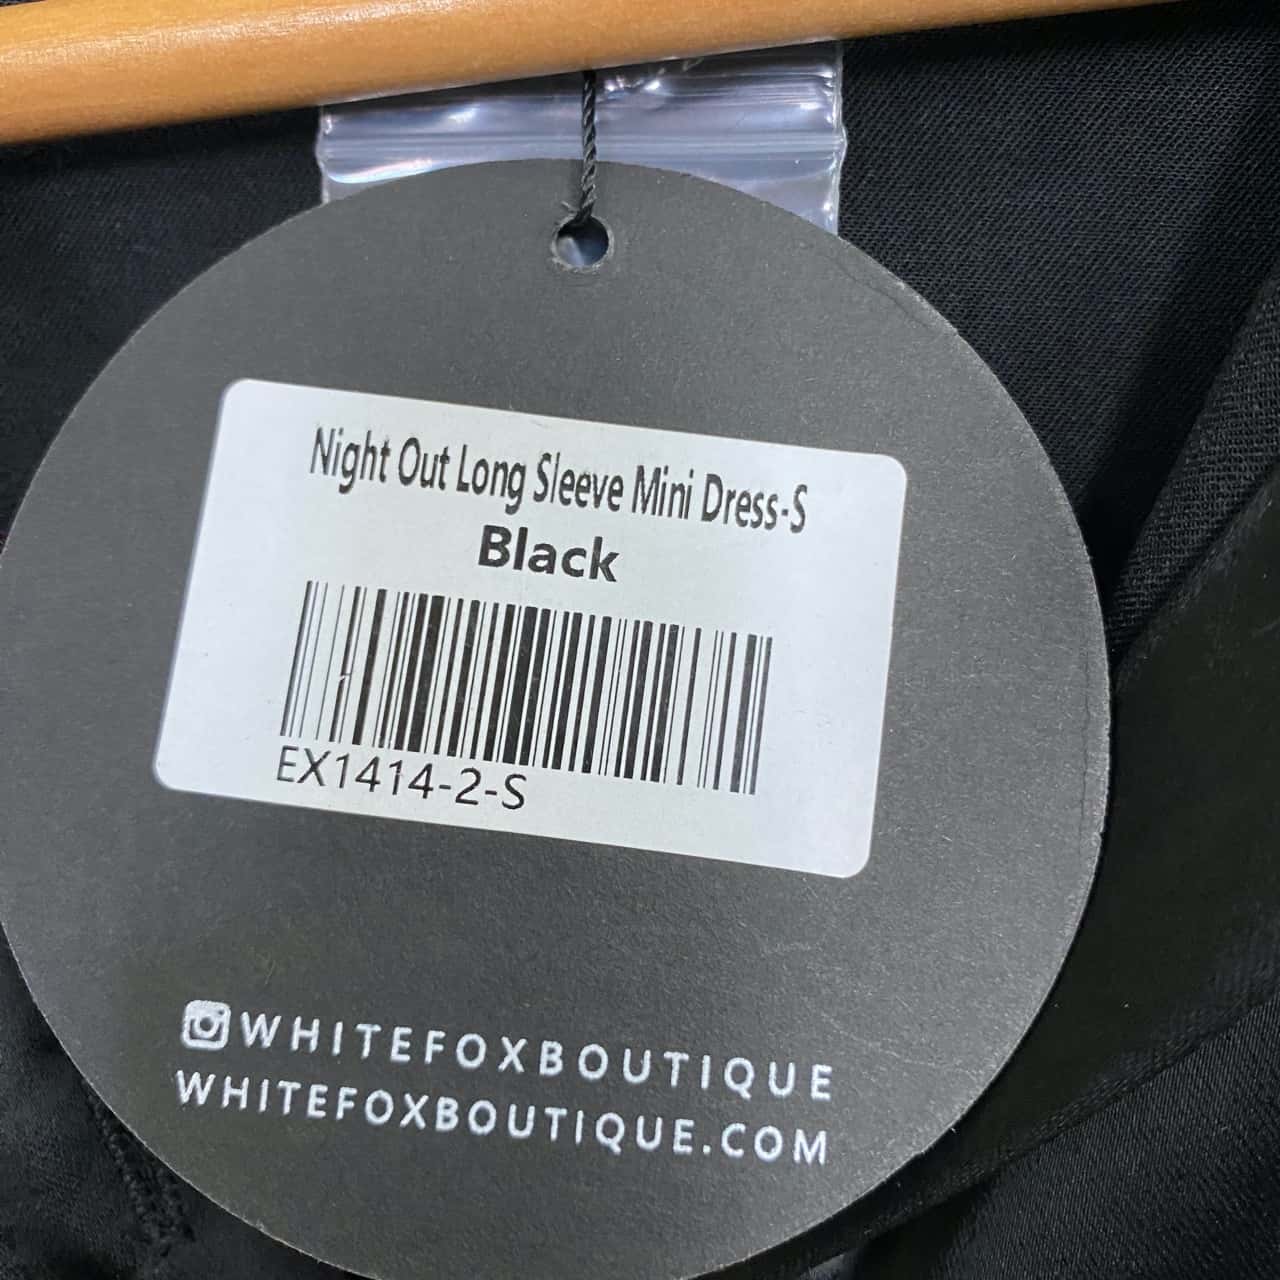 Night Out Long Sleeve Mini Dress-S
Black
EX1414-2-S
WHITEFOXBOUTIQUE
WHITEFOXBOUTIQUE.COM